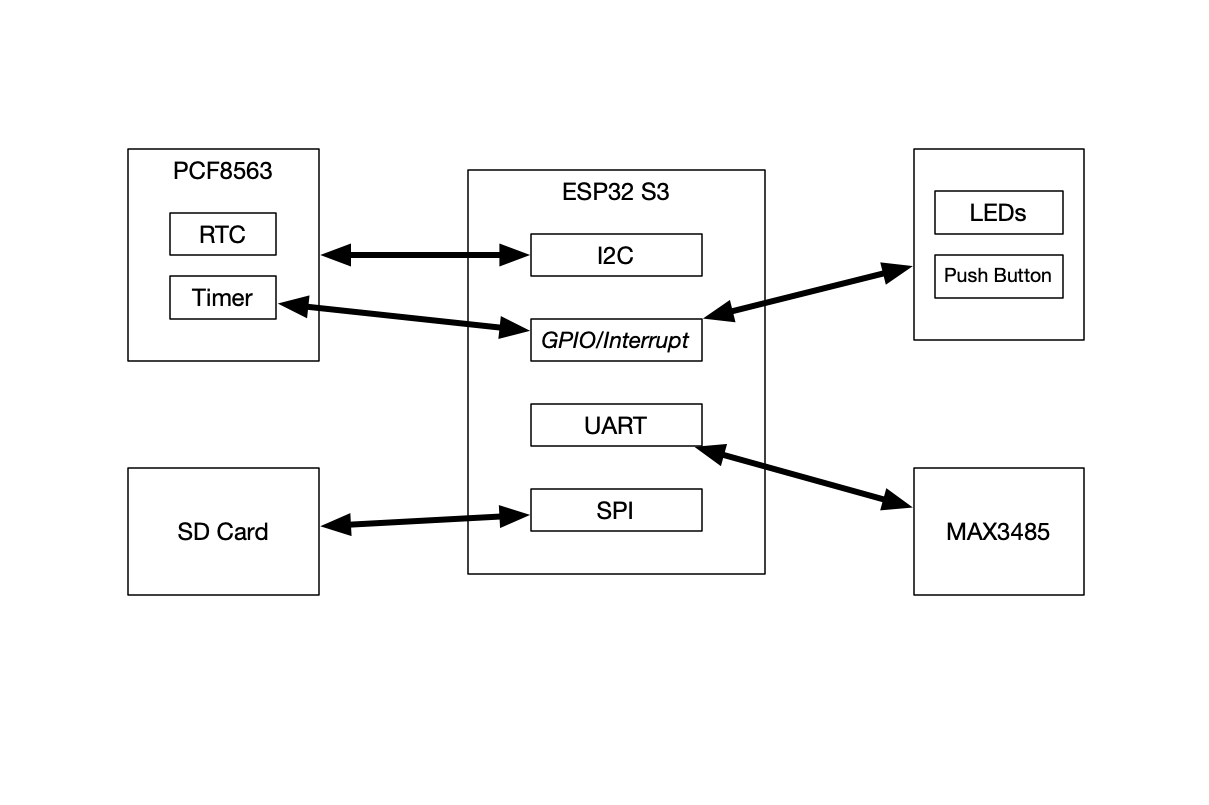 PCF8563
RTC
Timer
SD Card
ESP32 S3
I2C
GPIO/Interrupt
UART
SPI
LEDs
Push Button
MAX3485